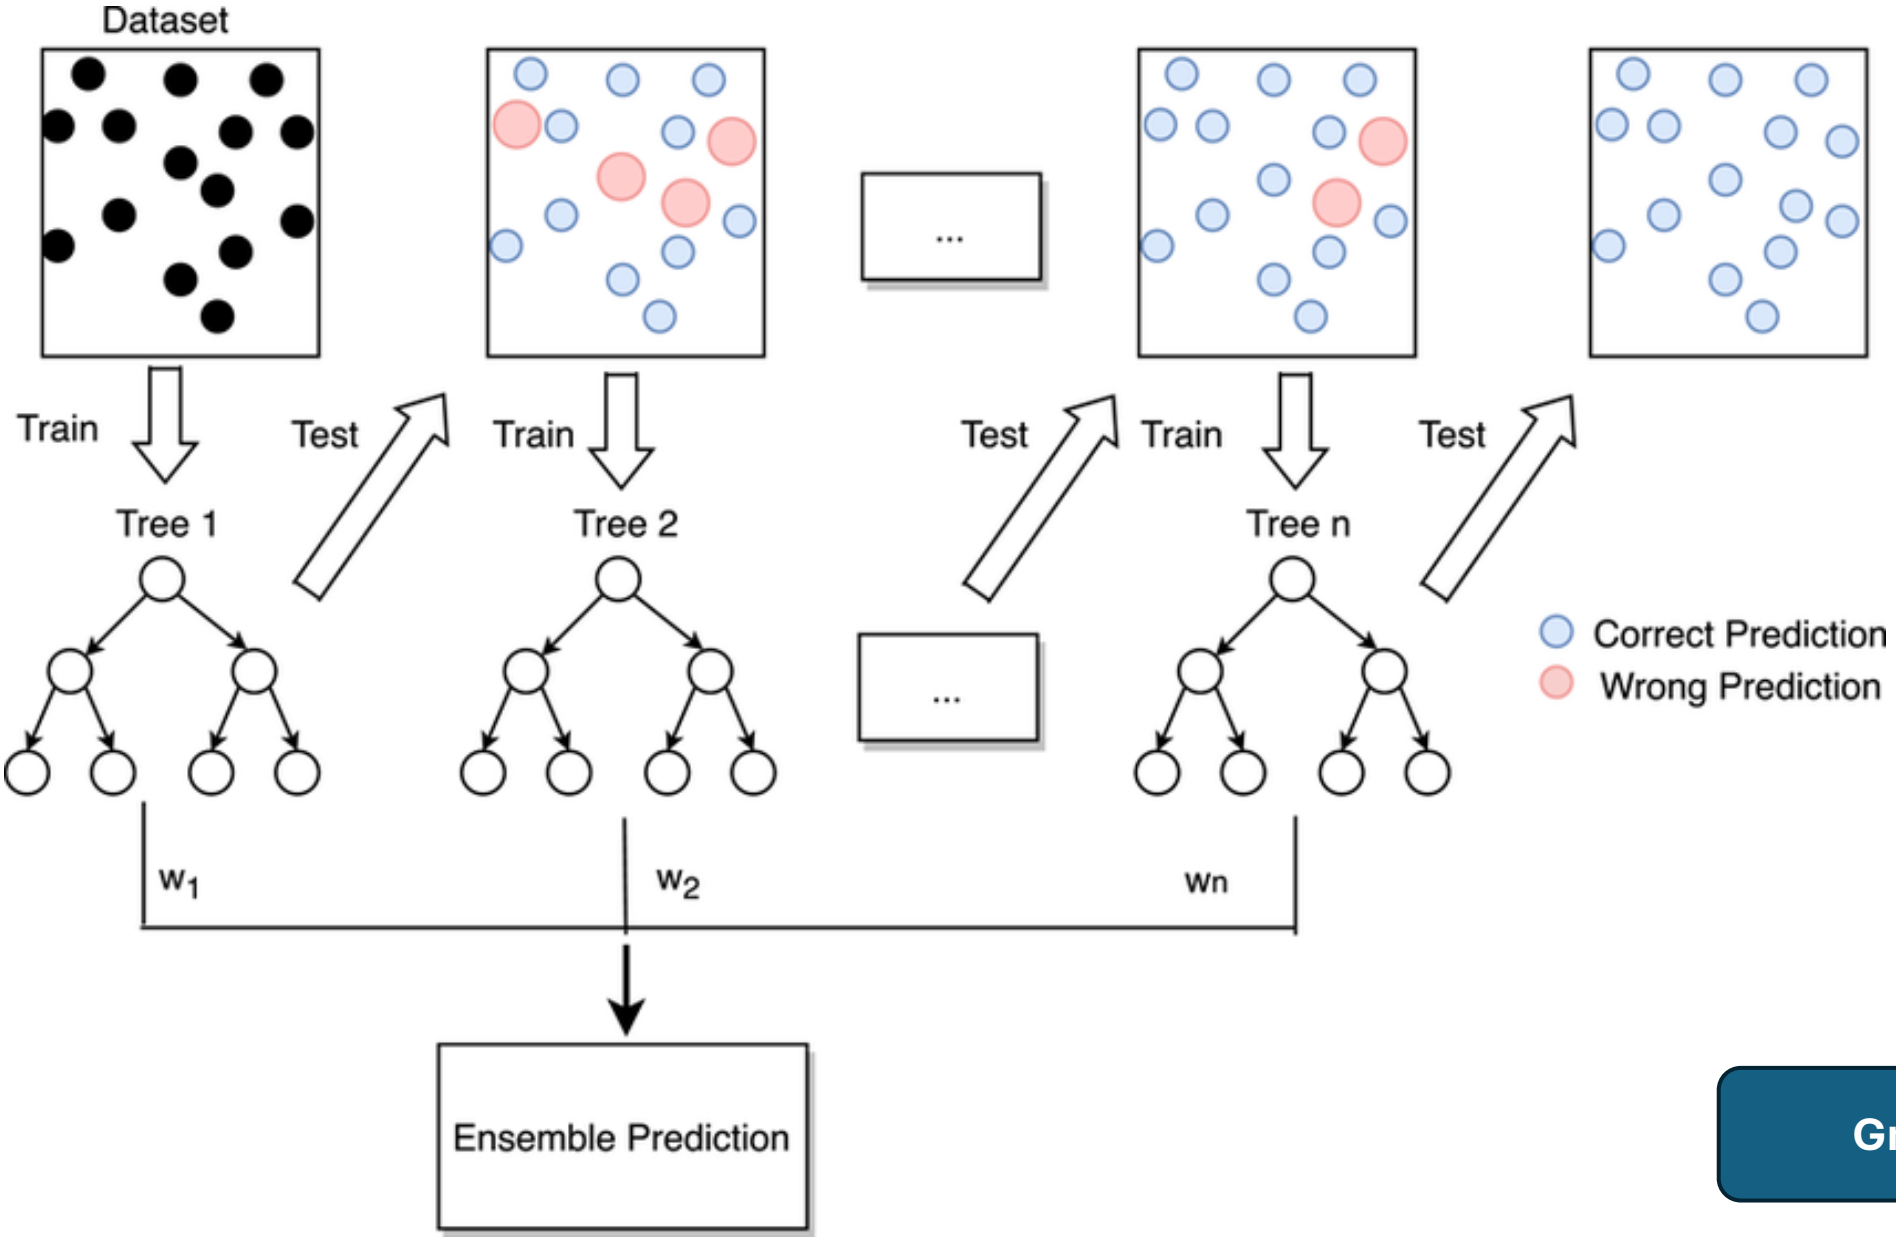 Dataset
...
Train
Test
Train
Test
Train
Test
Tree 1
Tree 2
Tree n
Correct Prediction
Wrong Prediction
...
w1
w2
wn
Ensemble Prediction